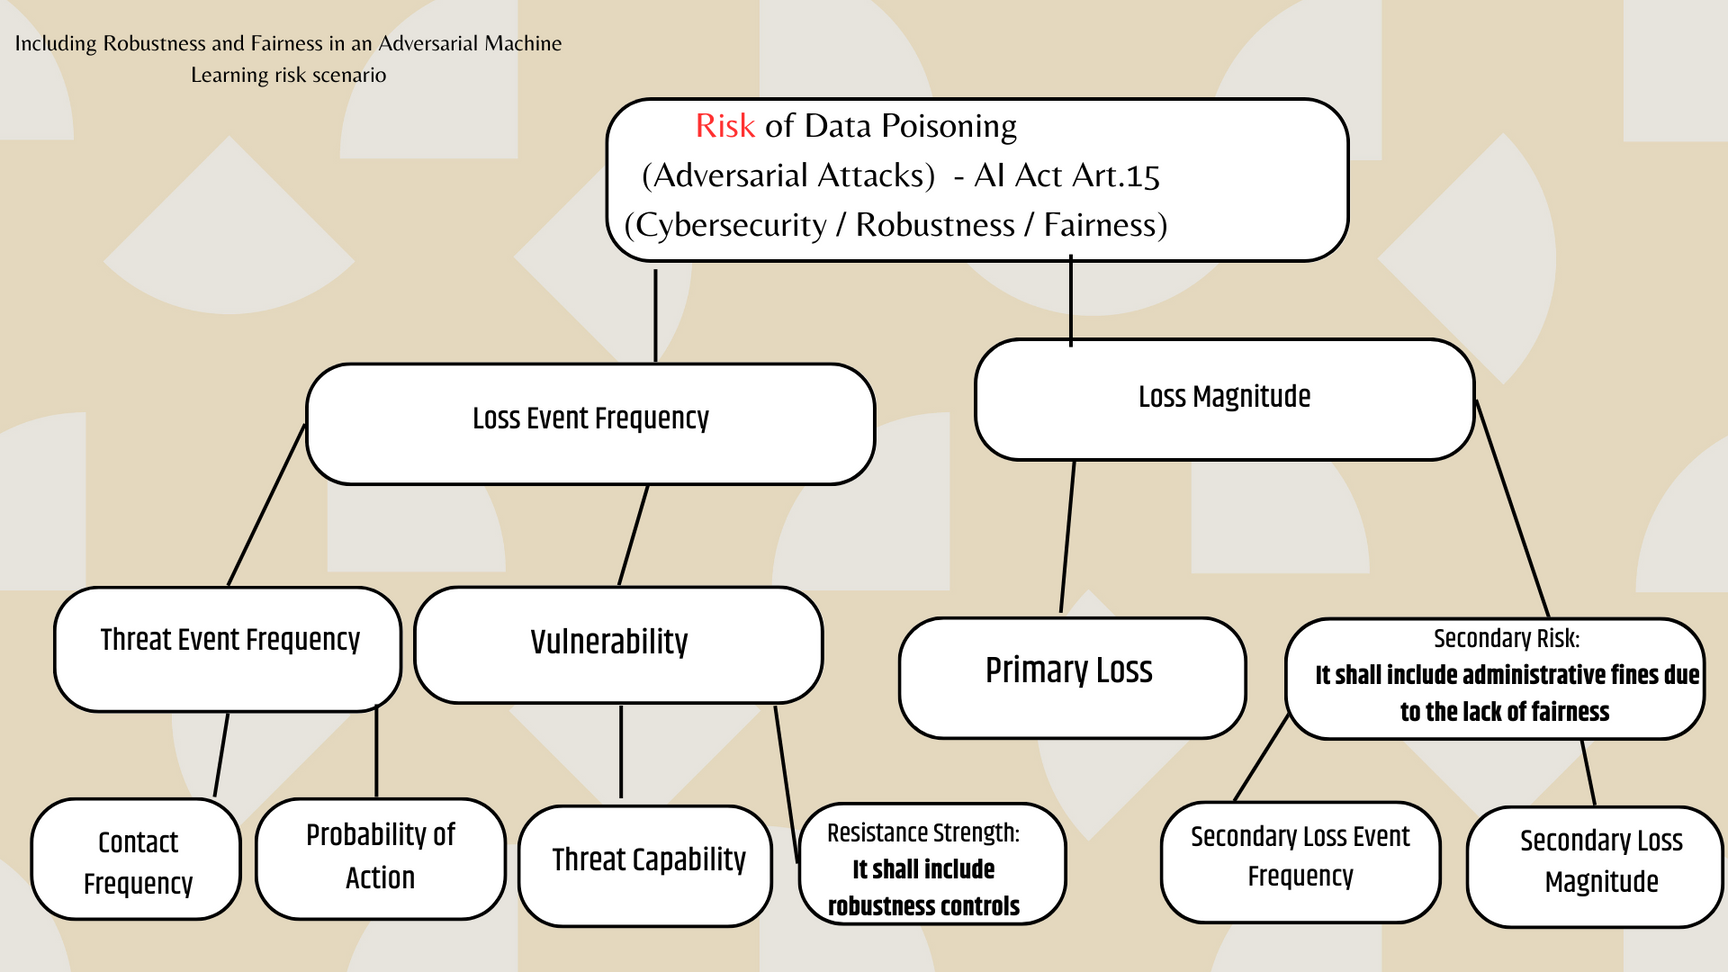 Including Robustness and Fairness in an Adversarial Machine
Learning risk scenario
Risk of Data Poisoning
(Adversarial Attacks) - AI Act Art.15
(Cybersecurity / Robustness / Fairness)
Loss Event Frequency
Loss Magnitude
Threat Event Frequency
Vulnerability
Primary Loss
Secondary Risk:
It shall include administrative fines due
to the lack of fairness
Contact
Frequency
Probability of
Action
Threat Capability
Resistance Strength:
It shall include
robustness controls
Secondary Loss Event
Frequency
Secondary Loss
Magnitude